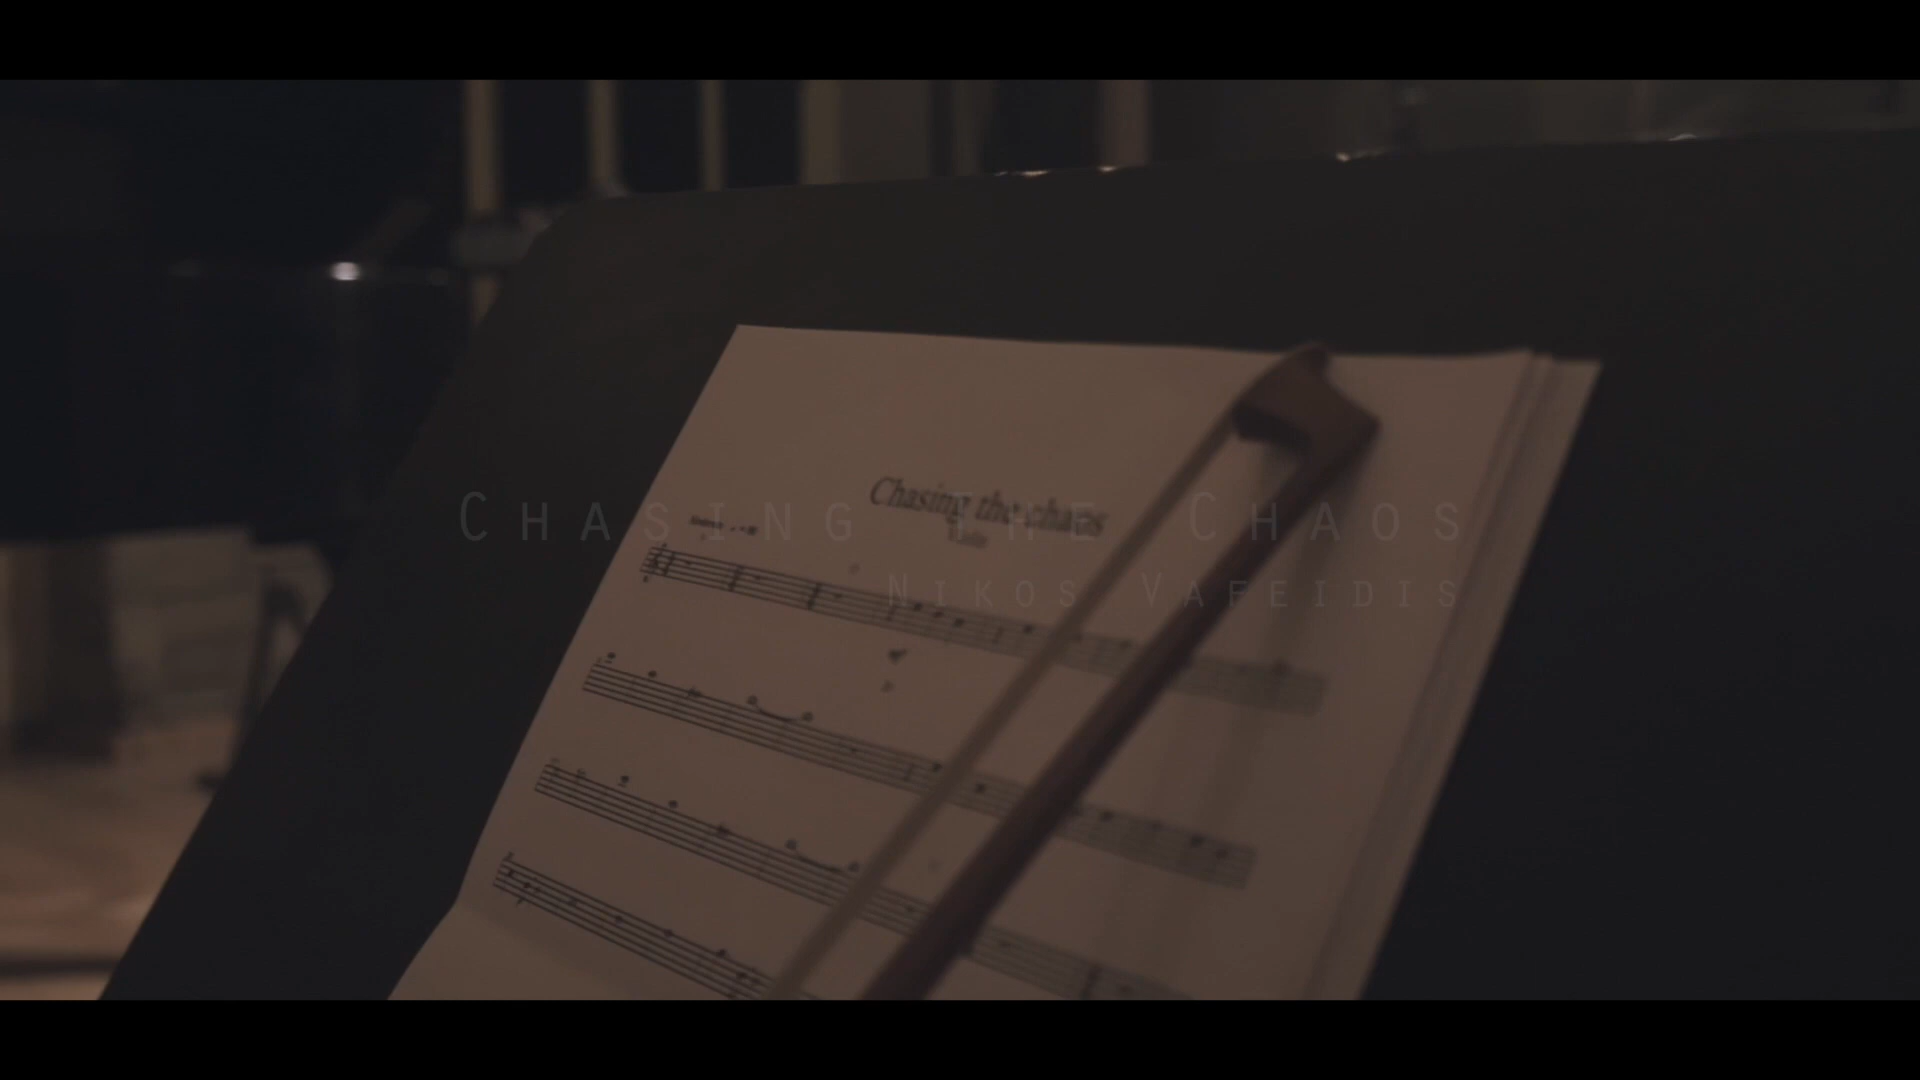 Chasing the chaos
Chasing the Chaos
Nikos Vafeidis